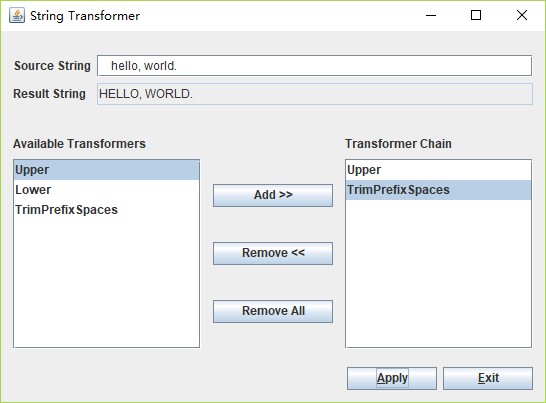 String Transformer
Source String    hello, world.
Result String HELLO, WORLD.
Available Transformers
Transformer Chain
Upper
Lower
TrimPrefixSpaces
Add >>
Remove <<
Remove All
Upper
TrimPrefixSpaces
Apply
Exit